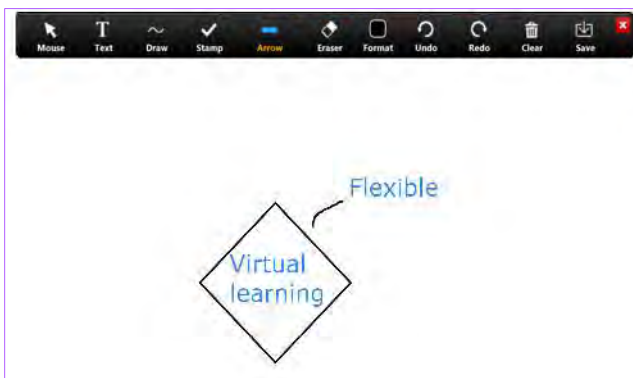 Mouse Text Draw Stamp Arrow Eraser Format Undo Redo Clear Save
Flexible
Virtual
learning